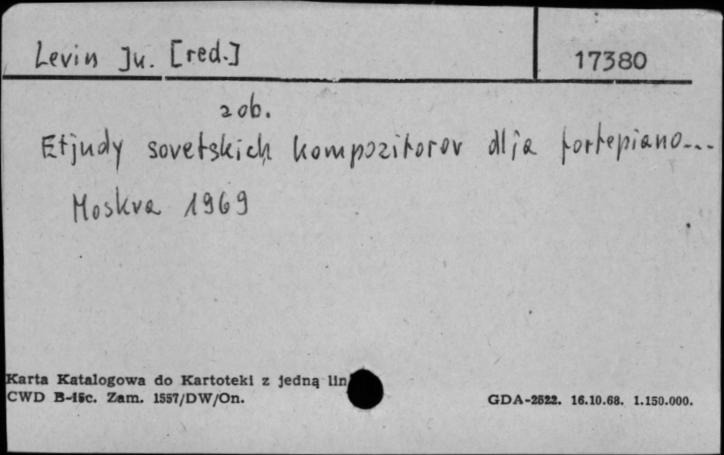 Levin Ju. [red.]
17380
zob.
Etjudy sovetskich kompozitorov dlja fortepiano...
Moskva 1969
Karta Katalogowa do Kartoteki z jedną lin
CWD B-15c. Zam. 1557/DW/On.
GDA-2522. 16.10.68. 1.150.000.